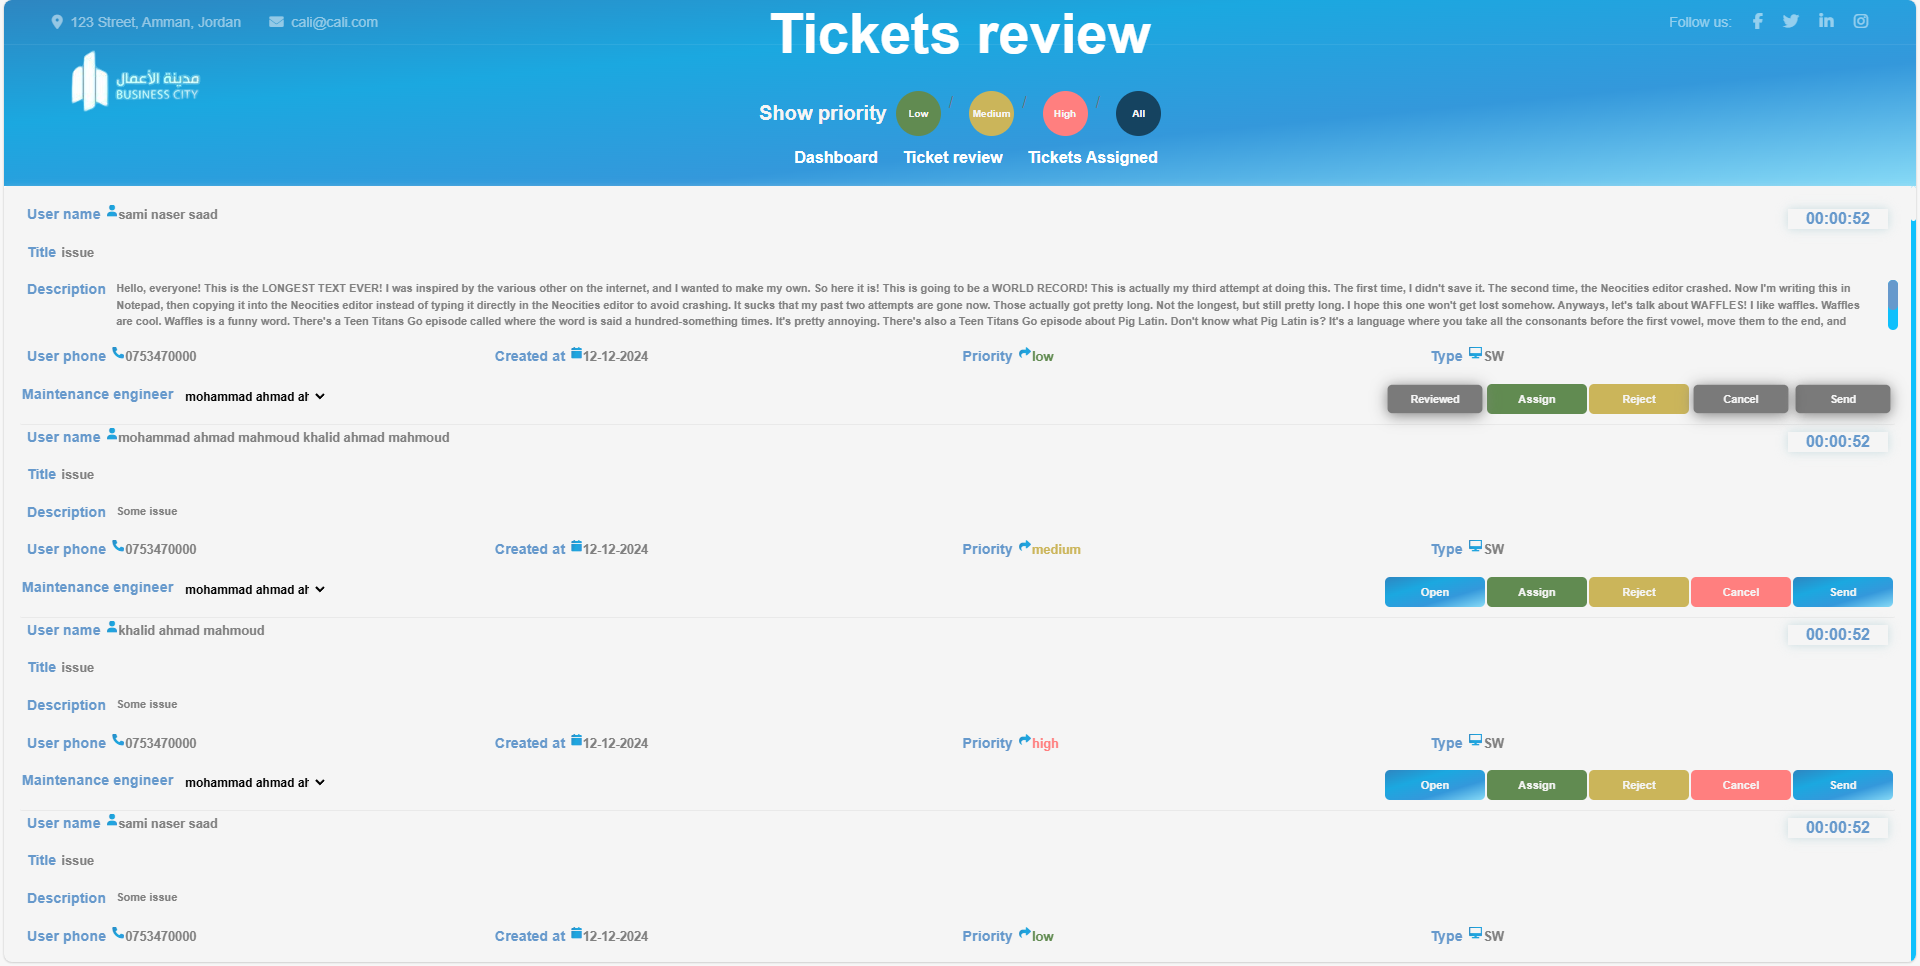 123 Street, Amman, Jordan cali@cali.com
Tickets review
Follow us:
مدينة الأعمال
BUSINESS CITY
Show priority Low / Medium / High / All
Dashboard Ticket review Tickets Assigned
User name sami naser saad 00:00:52
Title issue
Description Hello, everyone! This is the LONGEST TEXT EVER! I was inspired by the various other on the internet, and I wanted to make my own. So here it is! This is going to be a WORLD RECORD! This is actually my third attempt at doing this. The first time, I didn't save it. The second time, the Neocities editor crashed. Now I'm writing this in
Notepad, then copying it into the Neocities editor instead of typing it directly in the Neocities editor to avoid crashing. It sucks that my past two attempts are gone now. Those actually got pretty long. Not the longest, but still pretty long. I hope this one won't get lost somehow. Anyways, let's talk about WAFFLES! I like waffles. Waffles
are cool. Waffles is a funny word. There's a Teen Titans Go episode called where the word is said a hundred-something times. It's pretty annoying. There's also a Teen Titans Go episode about Pig Latin. Don't know what Pig Latin is? It's a language where you take all the consonants before the first vowel, move them to the end, and
User phone 0753470000 Created at 12-12-2024 Priority low Type SW
Maintenance engineer mohammad ahmad ah Reviewed Assign Reject Cancel Send
User name mohammad ahmad mahmoud khalid ahmad mahmoud 00:00:52
Title issue
Description Some issue
User phone 0753470000 Created at 12-12-2024 Priority medium Type SW
Maintenance engineer mohammad ahmad ah Open Assign Reject Cancel Send
User name khalid ahmad mahmoud 00:00:52
Title issue
Description Some issue
User phone 0753470000 Created at 12-12-2024 Priority high Type SW
Maintenance engineer mohammad ahmad ah Open Assign Reject Cancel Send
User name sami naser saad 00:00:52
Title issue
Description Some issue
User phone 0753470000 Created at 12-12-2024 Priority low Type SW